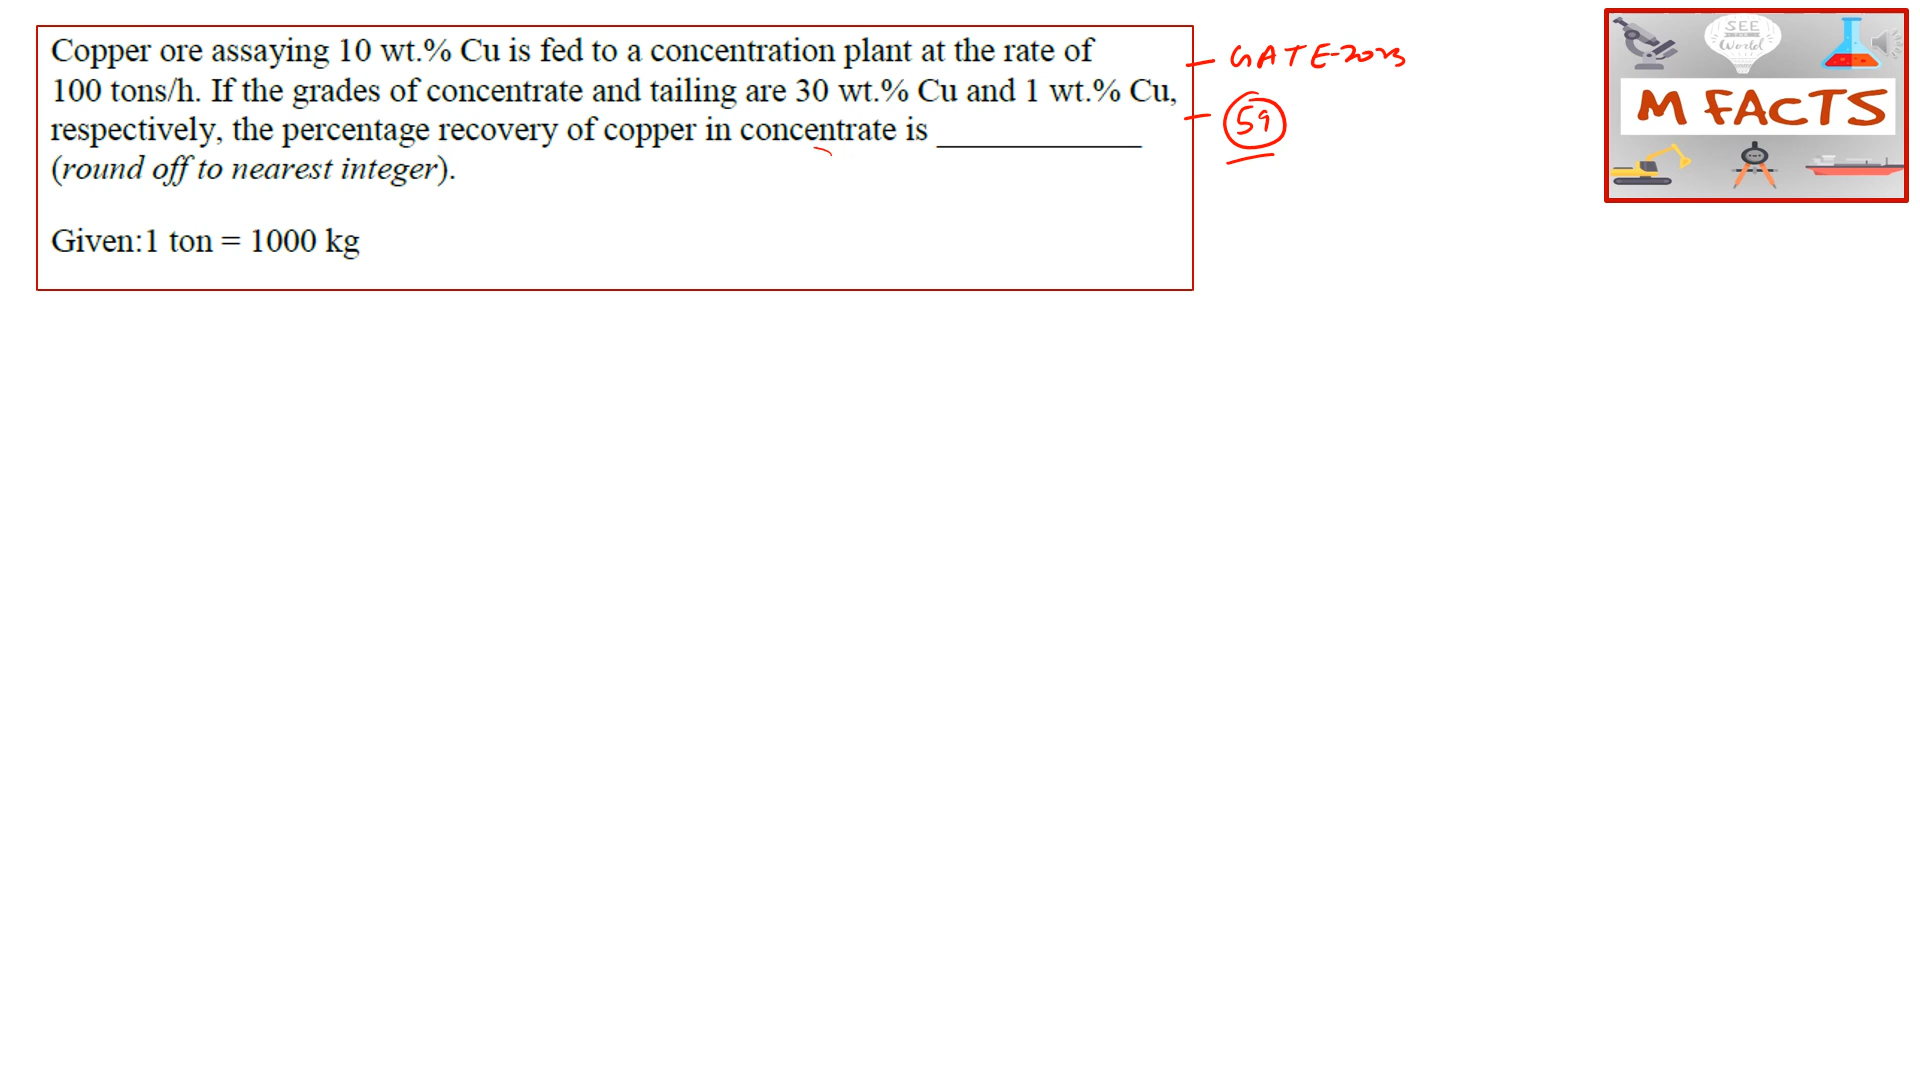 Copper ore assaying 10 wt.% Cu is fed to a concentration plant at the rate of
100 tons/h. If the grades of concentrate and tailing are 30 wt.% Cu and 1 wt.% Cu,
respectively, the percentage recovery of copper in concentrate is ____________
(round off to nearest integer).
Given:1 ton = 1000 kg
- GATE-2023
- 59
SEE
World
M FACTS